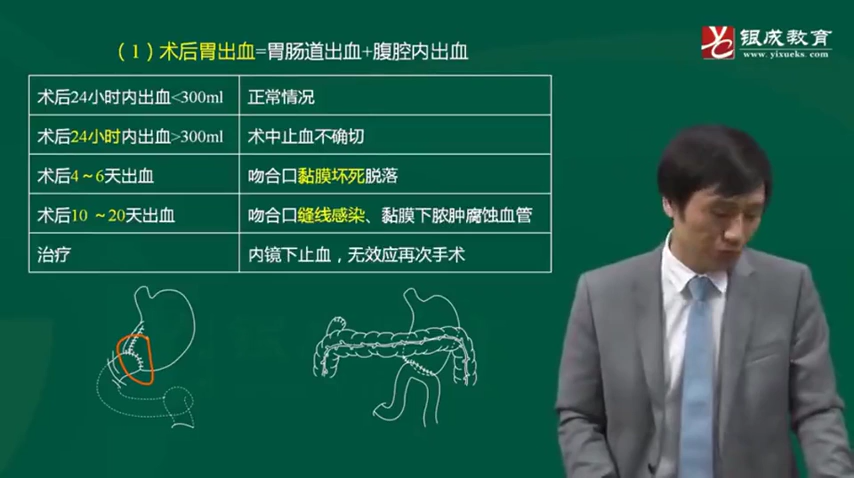 银成教育
www.yixueks.com
（1）术后胃出血=胃肠道出血+腹腔内出血
术后24小时内出血<300ml 正常情况
术后24小时内出血>300ml 术中止血不确切
术后4～6天出血 吻合口黏膜坏死脱落
术后10 ～20天出血 吻合口缝线感染、黏膜下脓肿腐蚀血管
治疗 内镜下止血，无效应再次手术